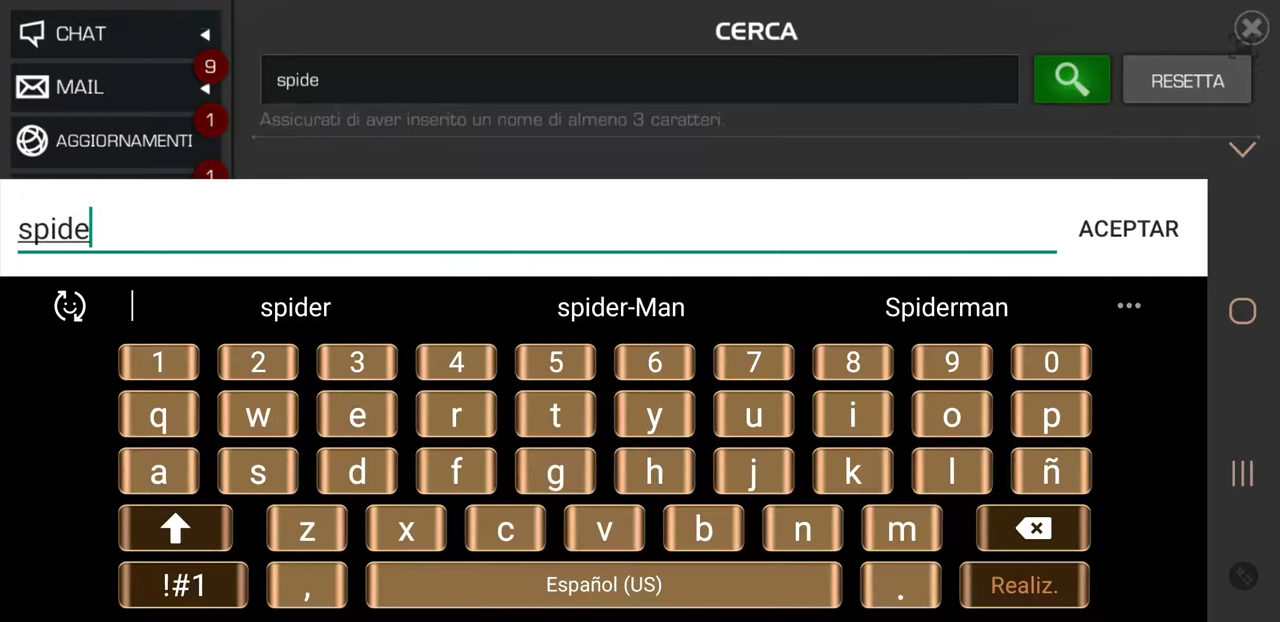 CHAT
9
MAIL
1
AGGIORNAMENTI
1
CERCA
spide
RESETTA
Assicurati di aver inserito un nome di almeno 3 caratteri.
spide
ACEPTAR
spider
spider-Man
Spiderman
1 2 3 4 5 6 7 8 9 0
q w e r t y u i o p
a s d f g h j k l ñ
z x c v b n m
!#1 , Español (US) . Realiz.